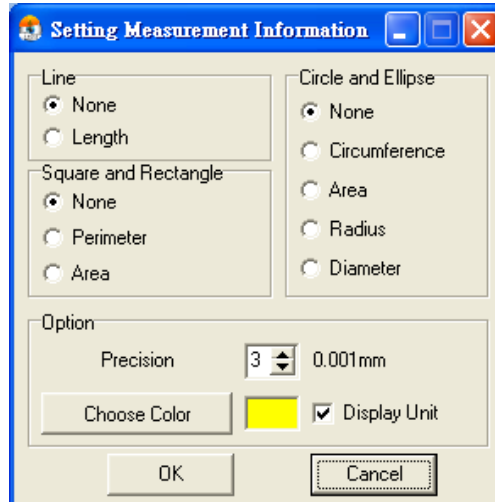 Setting Measurement Information
Line
None
Length
Square and Rectangle
None
Perimeter
Area
Circle and Ellipse
None
Circumference
Area
Radius
Diameter
Option
Precision 3 0.001mm
Choose Color Display Unit
OK Cancel